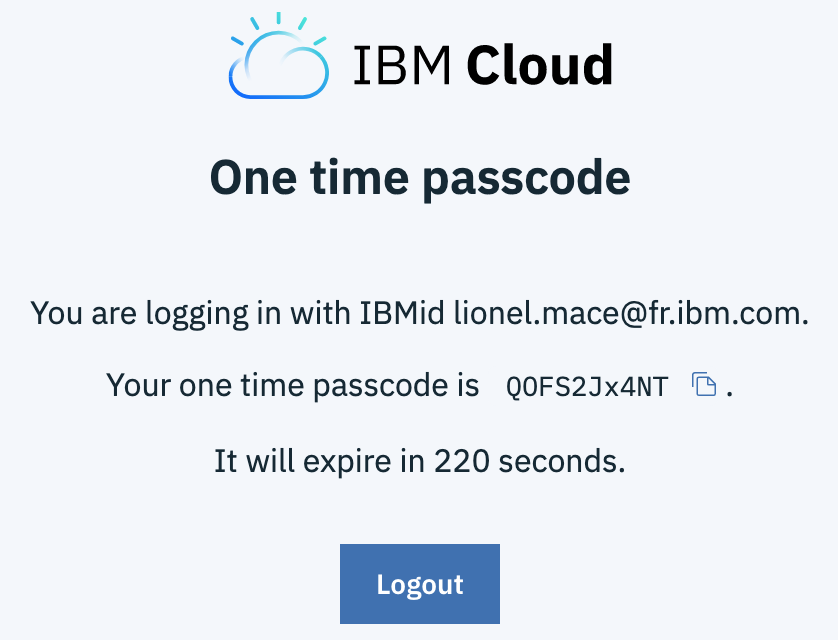 IBM Cloud
One time passcode
You are logging in with IBMid lionel.mace@fr.ibm.com.
Your one time passcode is QOFS2Jx4NT .
It will expire in 220 seconds.
Logout